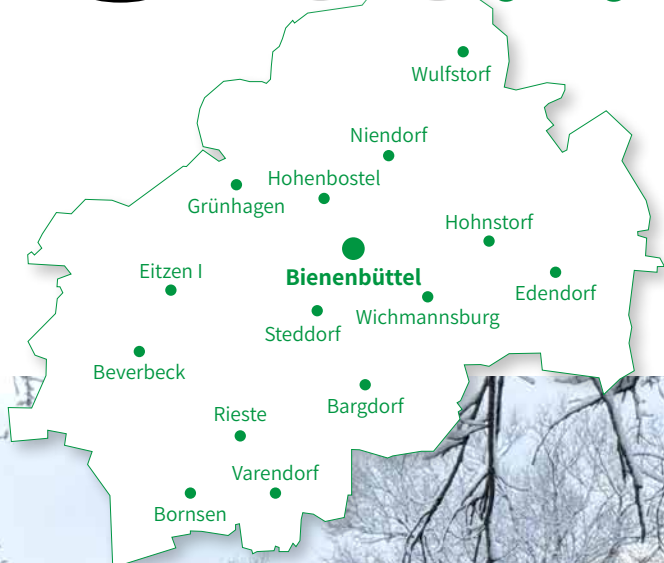 Wulfstorf
Niendorf
Hohenbostel
Grünhagen
Hohnstorf
Eitzen I
Bienenbüttel
Edendorf
Wichmannsburg
Steddorf
Beverbeck
Bargdorf
Rieste
Varendorf
Bornsen